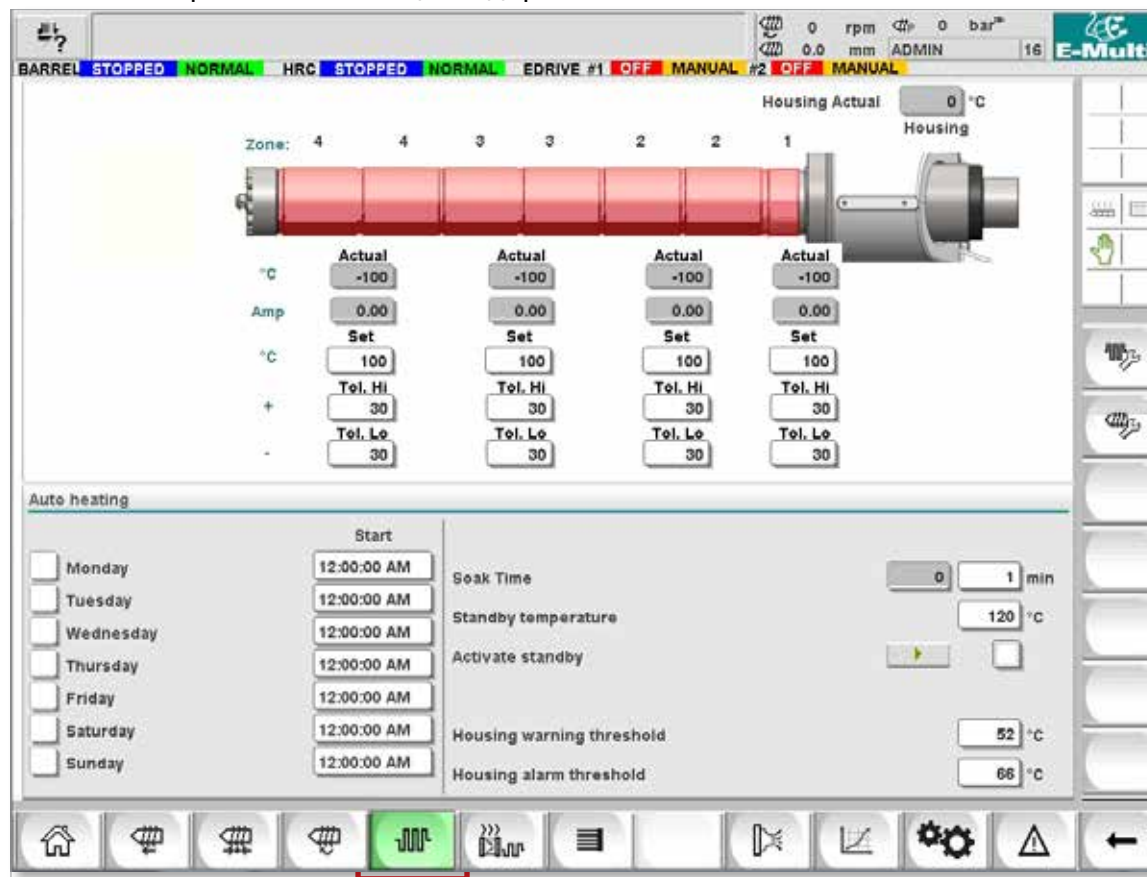 0 rpm 0 bar
0.0 mm ADMIN 16 E-Mult
BARREL STOPPED NORMAL HRC STOPPED NORMAL EDRIVE #1 OFF MANUAL #2 OFF MANUAL
Housing Actual 0 °C
Housing
Zone: 4 4 3 3 2 2 1
Actual Actual Actual Actual
°C -100 -100 -100 -100
Amp 0.00 0.00 0.00 0.00
Set Set Set Set
°C 100 100 100 100
Tol. Hi Tol. Hi Tol. Hi Tol. Hi
+ 30 30 30 30
Tol. Lo Tol. Lo Tol. Lo Tol. Lo
- 30 30 30 30
Auto heating
Start
Monday 12:00:00 AM
Tuesday 12:00:00 AM
Wednesday 12:00:00 AM
Thursday 12:00:00 AM
Friday 12:00:00 AM
Saturday 12:00:00 AM
Sunday 12:00:00 AM
Soak Time 0 1 min
Standby temperature 120 °C
Activate standby
Housing warning threshold 52 °C
Housing alarm threshold 66 °C